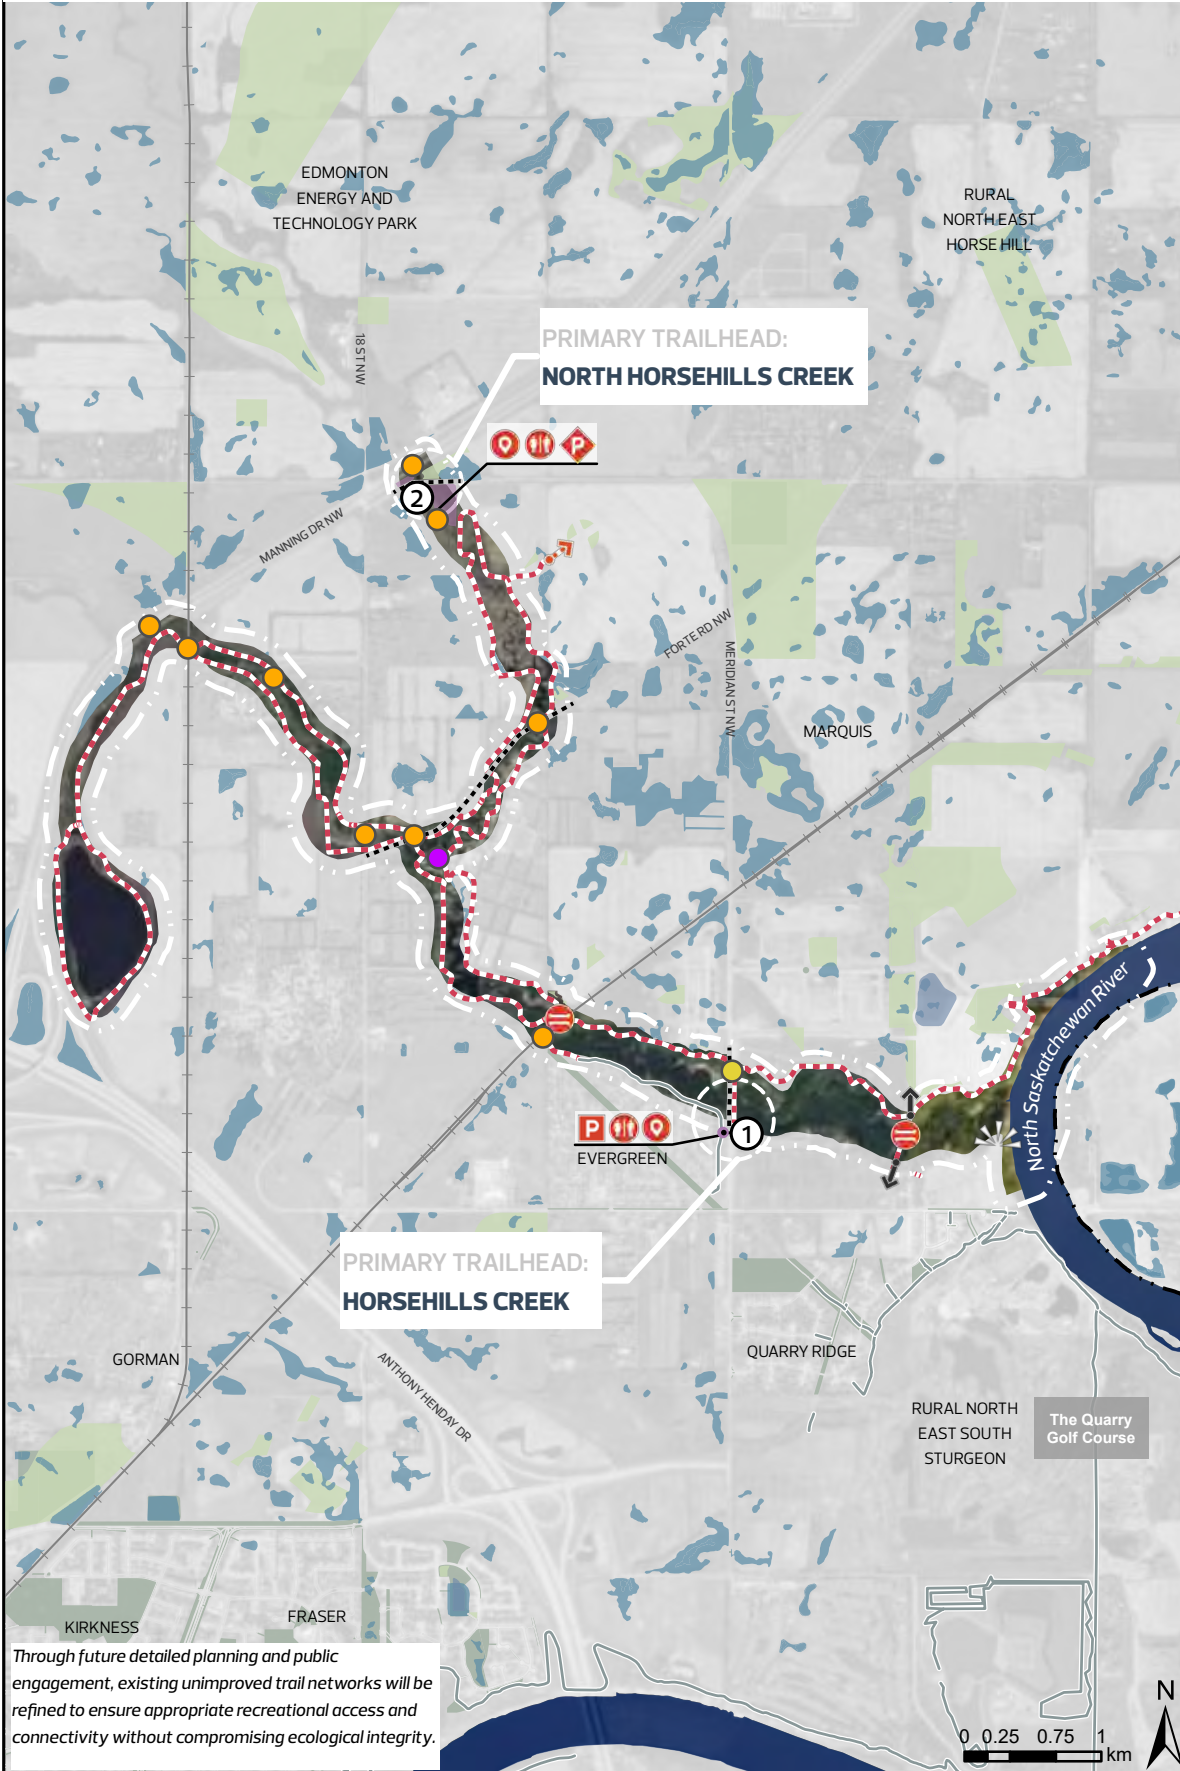 EDMONTON
ENERGY AND
TECHNOLOGY PARK
RURAL
NORTH EAST
HORSE HILL
18 ST NW
PRIMARY TRAILHEAD:
NORTH HORSEHILLS CREEK
P
2
MANNING DR NW
FORTE RD NW
MERIDIAN ST NW
MARQUIS
North Saskatchewan River
P
1
EVERGREEN
PRIMARY TRAILHEAD:
HORSEHILLS CREEK
GORMAN
ANTHONY HENDAY DR
QUARRY RIDGE
RURAL NORTH
EAST SOUTH
STURGEON
The Quarry
Golf Course
KIRKNESS
FRASER
Through future detailed planning and public
engagement, existing unimproved trail networks will be
refined to ensure appropriate recreational access and
connectivity without compromising ecological integrity.
N
0 0.25 0.75 1
km